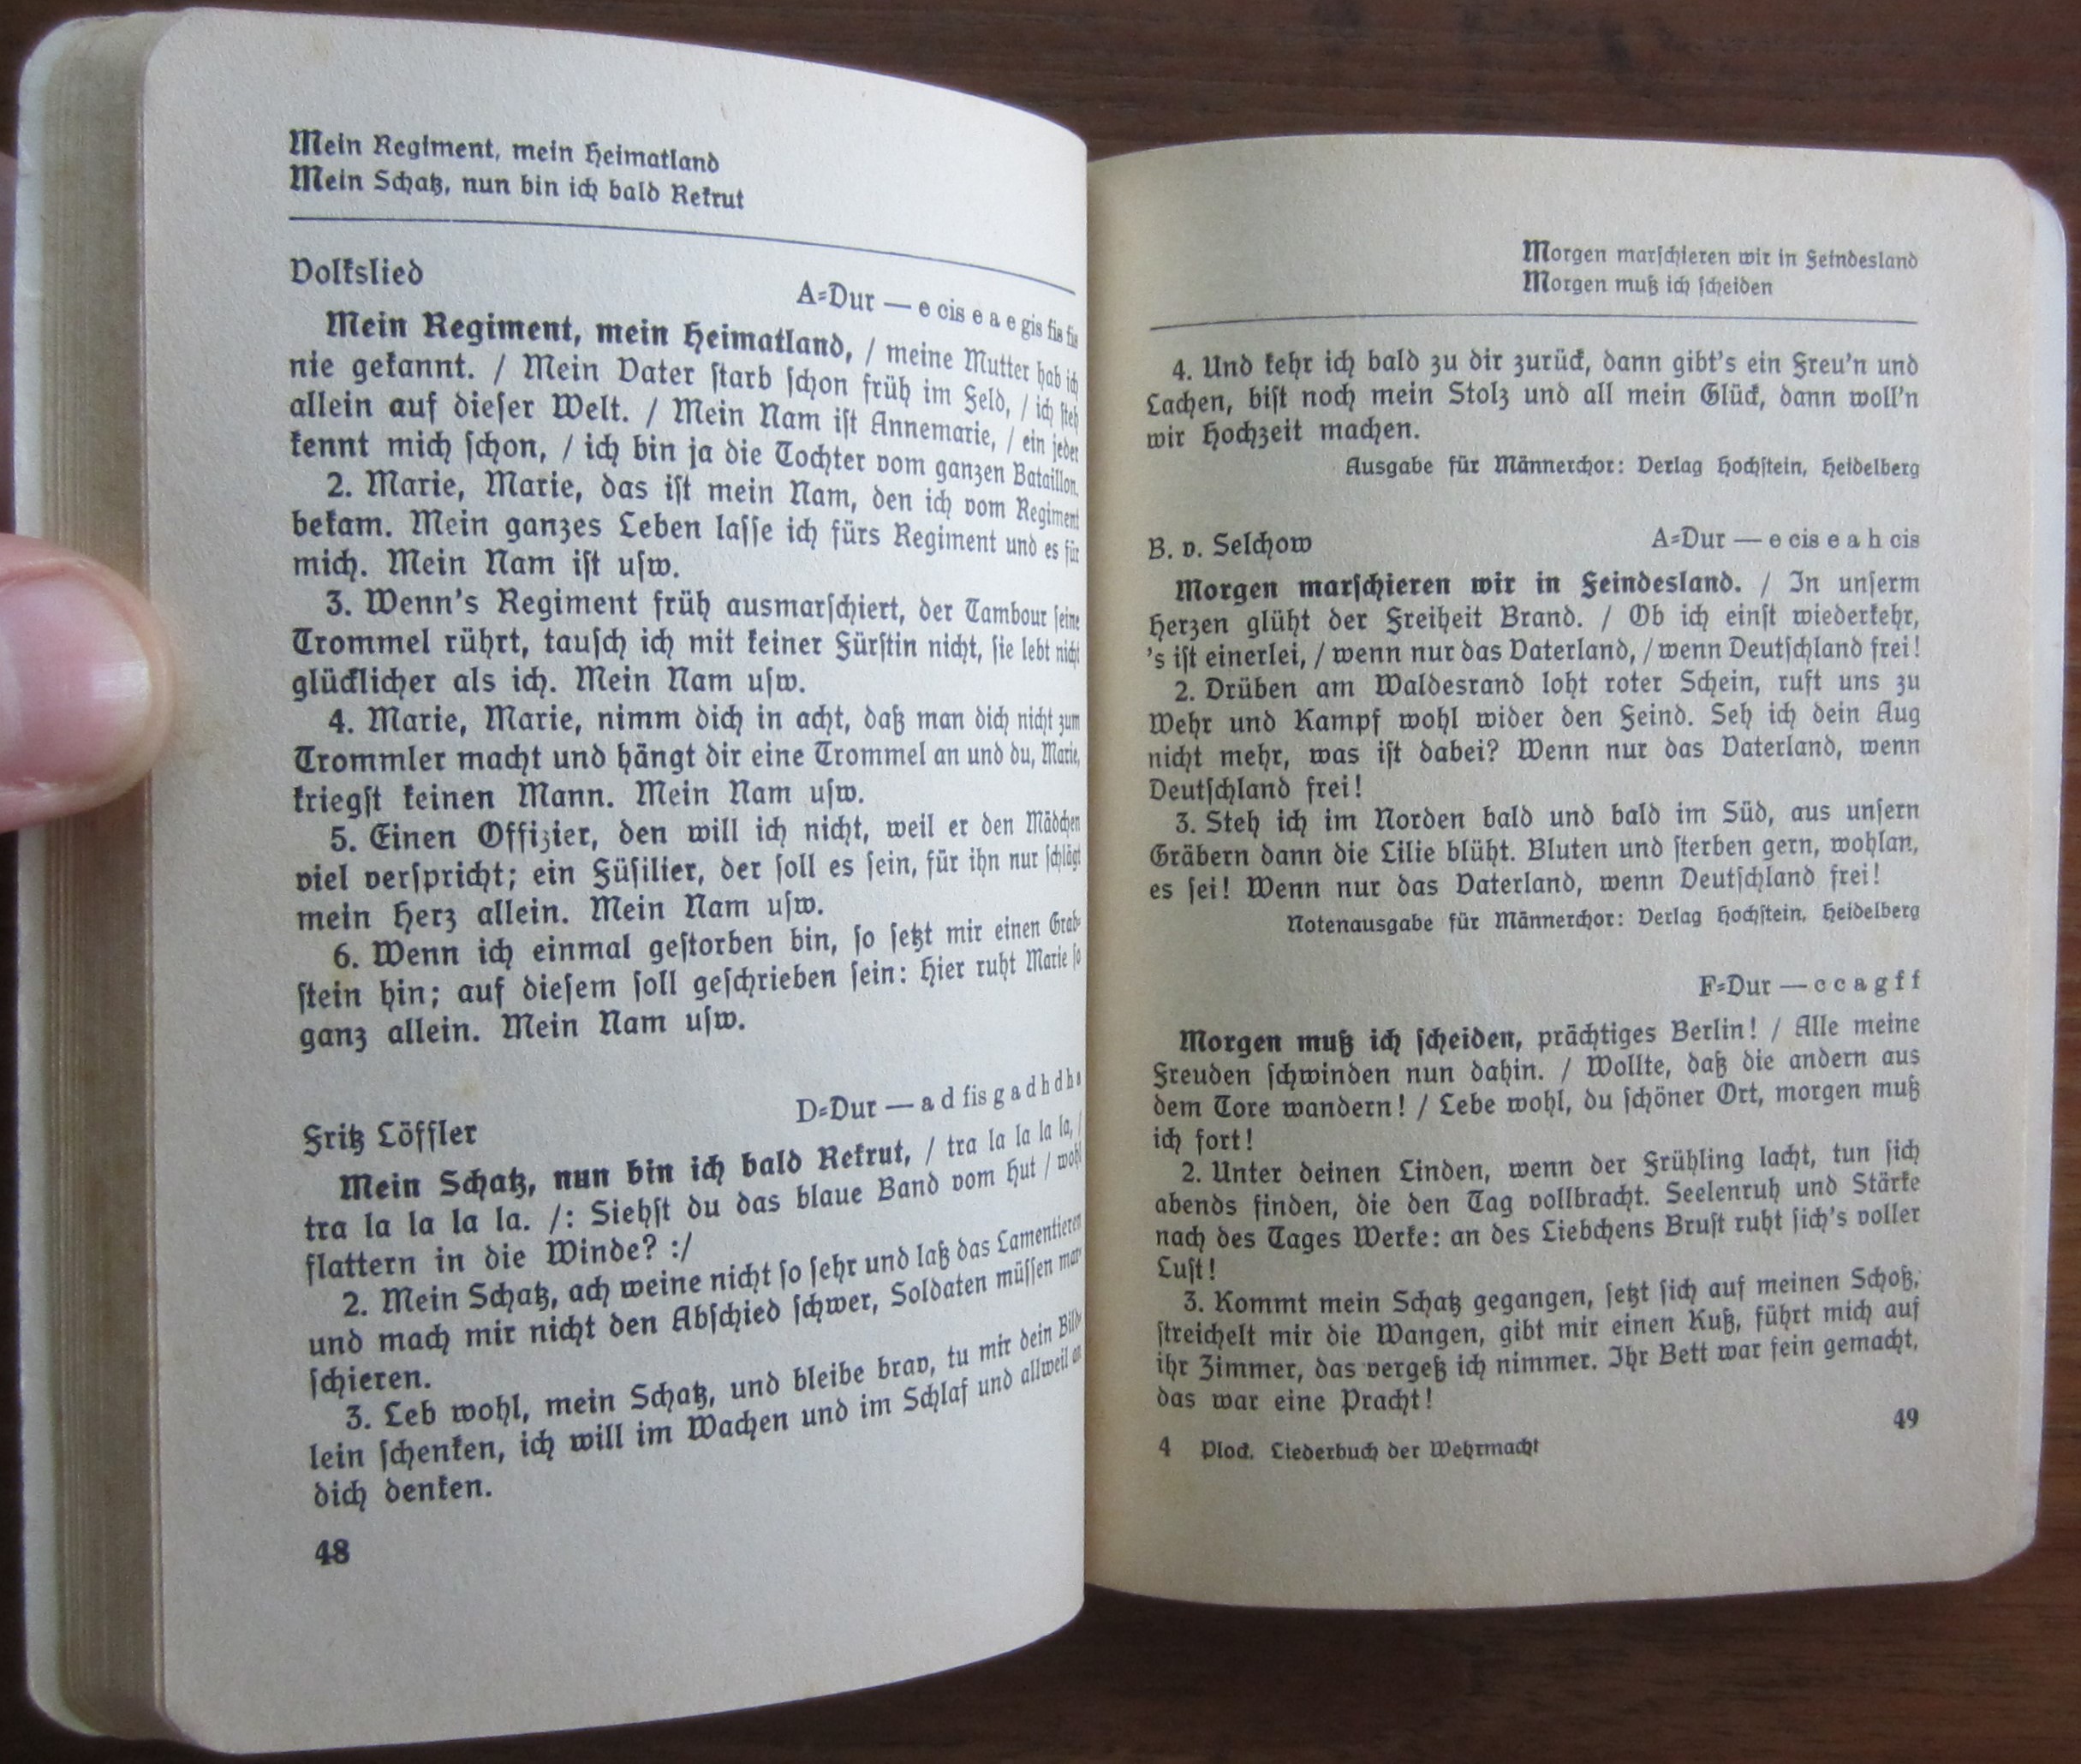 Mein Regiment, mein Heimatland
Mein Schatz, nun bin ich bald Rekrut
Volkslied
A=Dur — e cis e a e gis fis fis
Mein Regiment, mein Heimatland, / meine Mutter hab ich
nie gekannt. / Mein Vater starb schon früh im Feld, / ich steh
allein auf dieser Welt. / Mein Nam ist Annemarie, / ein jeder
kennt mich schon, / ich bin ja die Tochter vom ganzen Bataillon.
2. Marie, Marie, das ist mein Nam, den ich vom Regiment
bekam. Mein ganzes Leben lasse ich fürs Regiment und es für
mich. Mein Nam ist usw.
3. Wenn's Regiment früh ausmarschiert, der Tambour seine
Trommel rührt, tausch ich mit keiner Fürstin nicht, sie lebt nicht
glücklicher als ich. Mein Nam usw.
4. Marie, Marie, nimm dich in acht, daß man dich nicht zum
Trommler macht und hängt dir eine Trommel an und du, Marie,
kriegst keinen Mann. Mein Nam usw.
5. Einen Offizier, den will ich nicht, weil er den Mädchen
viel verspricht; ein Füsilier, der soll es sein, für ihn nur schlägt
mein Herz allein. Mein Nam usw.
6. Wenn ich einmal gestorben bin, so setzt mir einen Grab=
stein hin; auf diesem soll geschrieben sein: Hier ruht Marie so
ganz allein. Mein Nam usw.
Fritz Löffler
D=Dur — a d fis g a d h d h a
Mein Schatz, nun bin ich bald Rekrut, / tra la la la la, /
tra la la la la. /: Siehst du das blaue Band vom Hut / wohl
flattern in die Winde? :/
2. Mein Schatz, ach weine nicht so sehr und laß das Lamentieren
und mach mir nicht den Abschied schwer, Soldaten müssen mar=
schieren.
3. Leb wohl, mein Schatz, und bleibe brav, tu mir dein Bild=
lein schenken, ich will im Wachen und im Schlaf und allweil an
dich denken.
48
Morgen marschieren wir in Feindesland
Morgen muß ich scheiden
4. Und kehr ich bald zu dir zurück, dann gibt's ein Freu'n und
Lachen, bist noch mein Stolz und all mein Glück, dann woll'n
wir Hochzeit machen.
Ausgabe für Männerchor: Verlag Hochstein, Heidelberg
B. v. Selchow
A=Dur — e cis e a h cis
Morgen marschieren wir in Feindesland. / In unserm
Herzen glüht der Freiheit Brand. / Ob ich einst wiederkehr,
's ist einerlei, / wenn nur das Vaterland, / wenn Deutschland frei!
2. Drüben am Waldesrand loht roter Schein, ruft uns zu
Wehr und Kampf wohl wider den Feind. Seh ich dein Aug
nicht mehr, was ist dabei? Wenn nur das Vaterland, wenn
Deutschland frei!
3. Steh ich im Norden bald und bald im Süd, aus unsern
Gräbern dann die Lilie blüht. Bluten und sterben gern, wohlan,
es sei! Wenn nur das Vaterland, wenn Deutschland frei!
Notenausgabe für Männerchor: Verlag Hochstein, Heidelberg
F=Dur — c c a g f f
Morgen muß ich scheiden, prächtiges Berlin! / Alle meine
Freuden schwinden nun dahin. / Wollte, daß die andern aus
dem Tore wandern! / Lebe wohl, du schöner Ort, morgen muß
ich fort!
2. Unter deinen Linden, wenn der Frühling lacht, tun sich
abends finden, die den Tag vollbracht. Seelenruh und Stärke
nach des Tages Werke: an des Liebchens Brust ruht sich's voller
Lust!
3. Kommt mein Schatz gegangen, setzt sich auf meinen Schoß,
streichelt mir die Wangen, gibt mir einen Kuß, führt mich auf
ihr Zimmer, das vergeß ich nimmer. Ihr Bett war fein gemacht,
das war eine Pracht!
49
4 Plock, Liederbuch der Wehrmacht